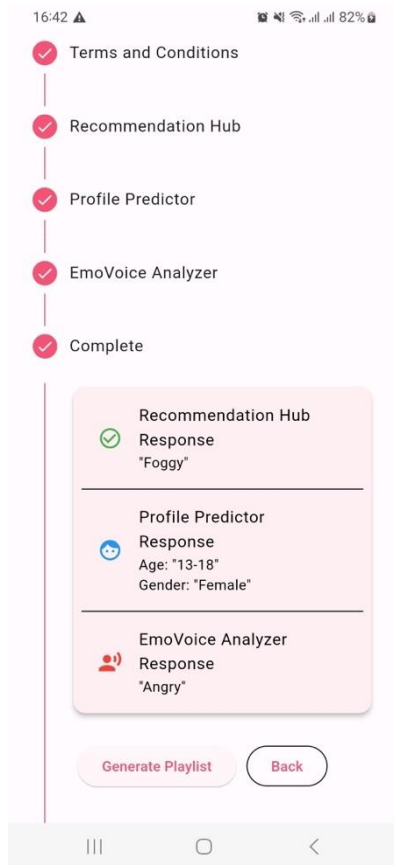 16:42 82%
Terms and Conditions
Recommendation Hub
Profile Predictor
EmoVoice Analyzer
Complete
Recommendation Hub
Response
"Foggy"
Profile Predictor
Response
Age: "13-18"
Gender: "Female"
EmoVoice Analyzer
Response
"Angry"
Generate Playlist Back